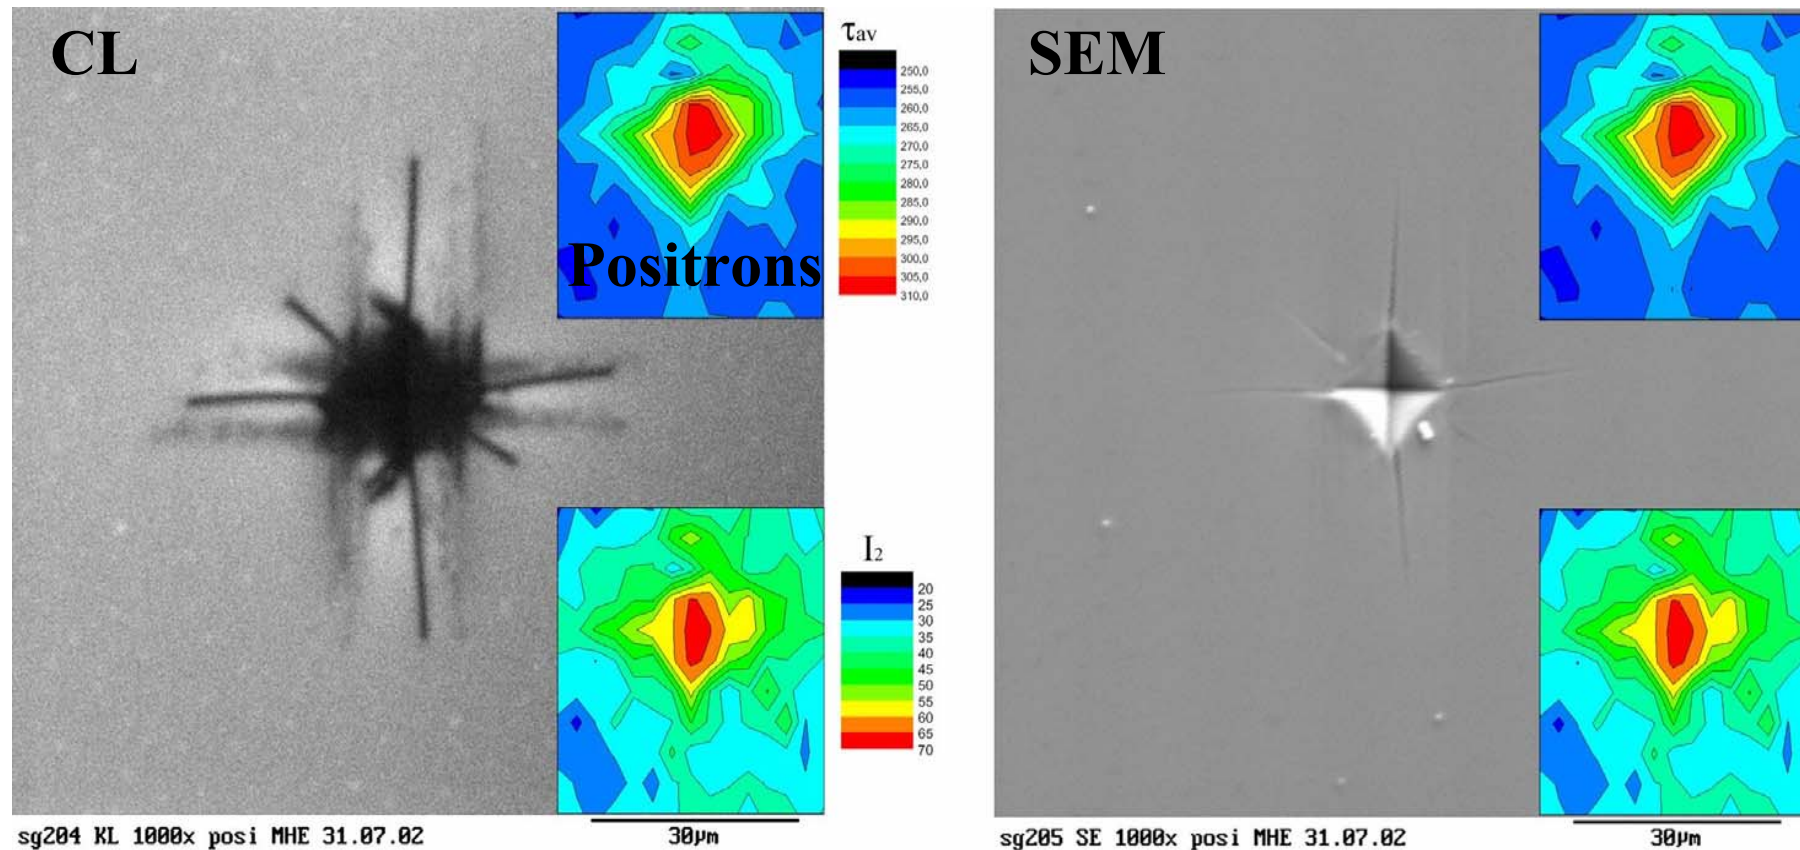 CL
τav
250,0
255,0
260,0
265,0
270,0
275,0
280,0
285,0
290,0
295,0
300,0
305,0
310,0
Positrons
I2
20
25
30
35
40
45
50
55
60
65
70
sg204 KL 1000x posi MHE 31.07.02
30µm
SEM
sg205 SE 1000x posi MHE 31.07.02
30µm